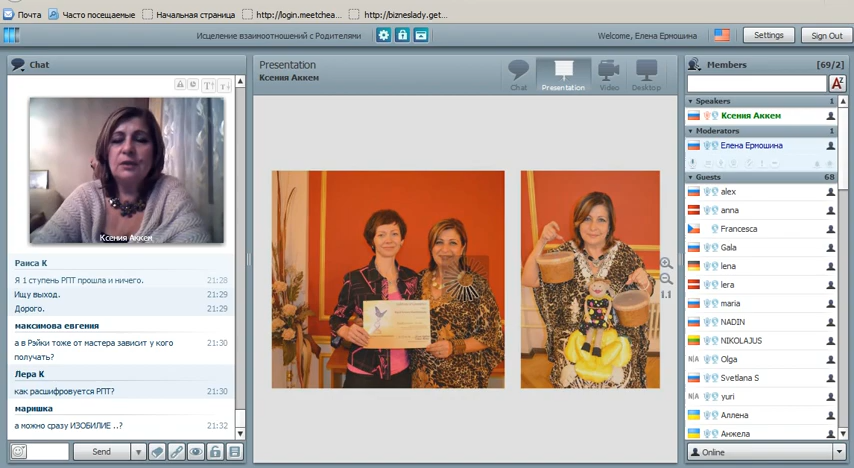 Почта
Часто посещаемые
Начальная страница
http://login.meetchea...
http://bizneslady.get...
Исцеление взаимоотношений с Родителями
Welcome, Елена Ермошина
Settings
Sign Out
Chat
Ксения Аккем
Раиса К
Я 1 ступень РПТ прошла и ничего. 21:28
Ищу выход. 21:29
Дорого. 21:29
максимова евгения
а в Рэйки тоже от мастера зависит у кого 21:30
получать?
Лера К
как расшифровуется РПТ? 21:30
маришка
а можно сразу ИЗОБИЛИЕ ..? 21:32
Send
Presentation
Ксения Аккем
Chat
Presentation
Video
Desktop
1:1
Members [69/2]
Speakers 1
Ксения Аккем
Moderators 1
Елена Ермошина
Guests 68
alex
anna
Francesca
Gala
lena
lera
maria
NADIN
NIKOLAJUS
N/A Olga
Svetlana S
N/A yuri
Аллена
Анжела
Online